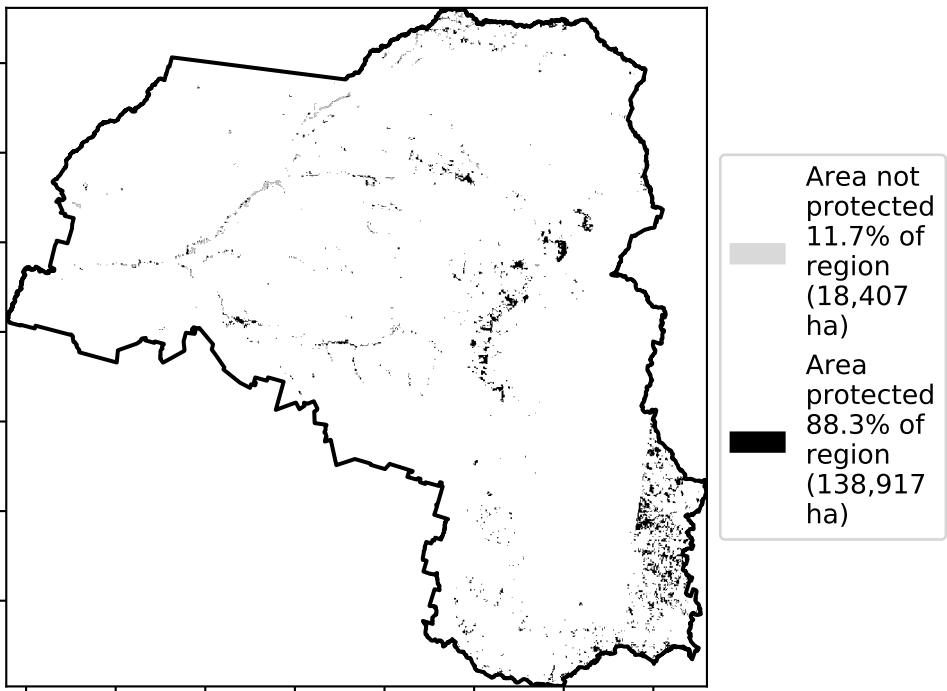 Area not
protected
11.7% of
region
(18,407
ha)
Area
protected
88.3% of
region
(138,917
ha)